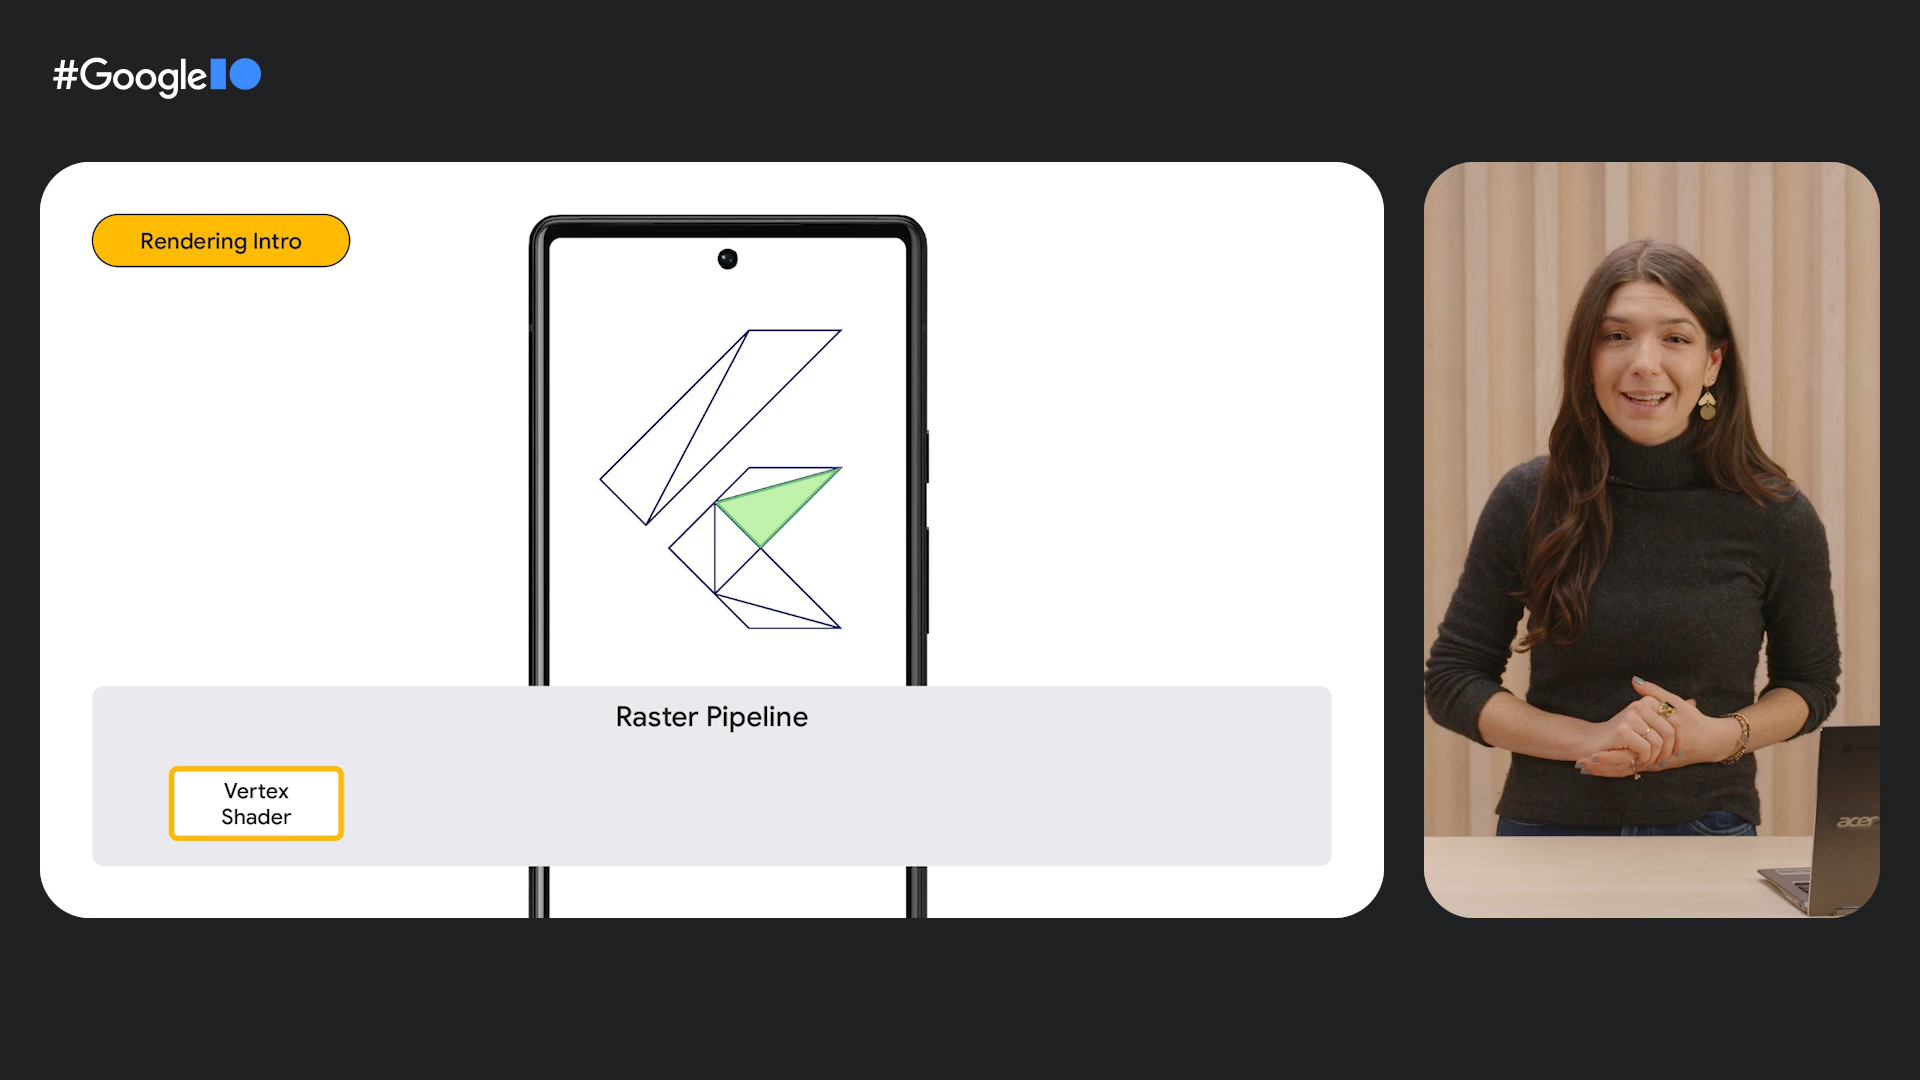 #GoogleIO
Rendering Intro
Raster Pipeline
Vertex
Shader
acer